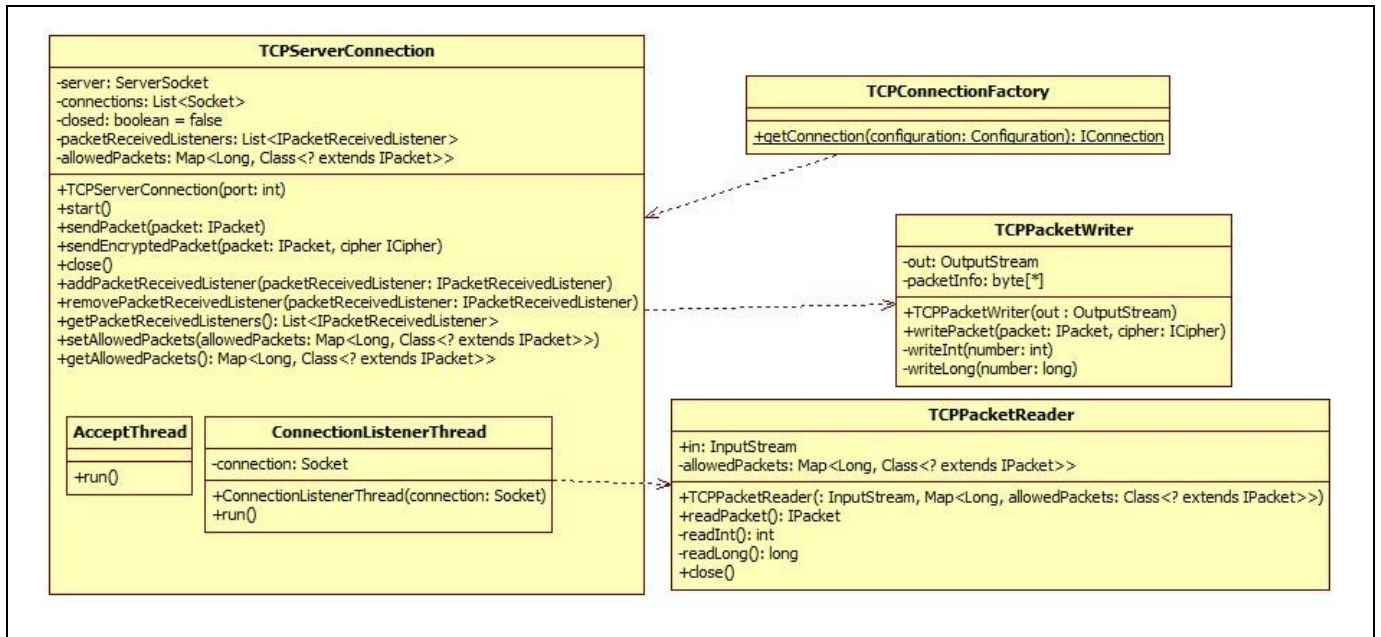 TCPServerConnection
-server: ServerSocket
-connections: List<Socket>
-closed: boolean = false
-packetReceivedListeners: List<IPacketReceivedListener>
-allowedPackets: Map<Long, Class<? extends IPacket>>
+TCPServerConnection(port: int)
+start()
+sendPacket(packet: IPacket)
+sendEncryptedPacket(packet: IPacket, cipher ICipher)
+close()
+addPacketReceivedListener(packetReceivedListener: IPacketReceivedListener)
+removePacketReceivedListener(packetReceivedListener: IPacketReceivedListener)
+getPacketReceivedListeners(): List<IPacketReceivedListener>
+setAllowedPackets(allowedPackets: Map<Long, Class<? extends IPacket>>)
+getAllowedPackets(): Map<Long, Class<? extends IPacket>>
AcceptThread
+run()
ConnectionListenerThread
-connection: Socket
+ConnectionListenerThread(connection: Socket)
+run()
TCPConnectionFactory
+getConnection(configuration: Configuration): IConnection
TCPPacketWriter
-out: OutputStream
-packetInfo: byte[*]
+TCPPacketWriter(out : OutputStream)
+writePacket(packet: IPacket, cipher: ICipher)
-writeInt(number: int)
-writeLong(number: long)
TCPPacketReader
+in: InputStream
-allowedPackets: Map<Long, Class<? extends IPacket>>
+TCPPacketReader(: InputStream, Map<Long, allowedPackets: Class<? extends IPacket>>)
+readPacket(): IPacket
-readInt(): int
-readLong(): long
+close()